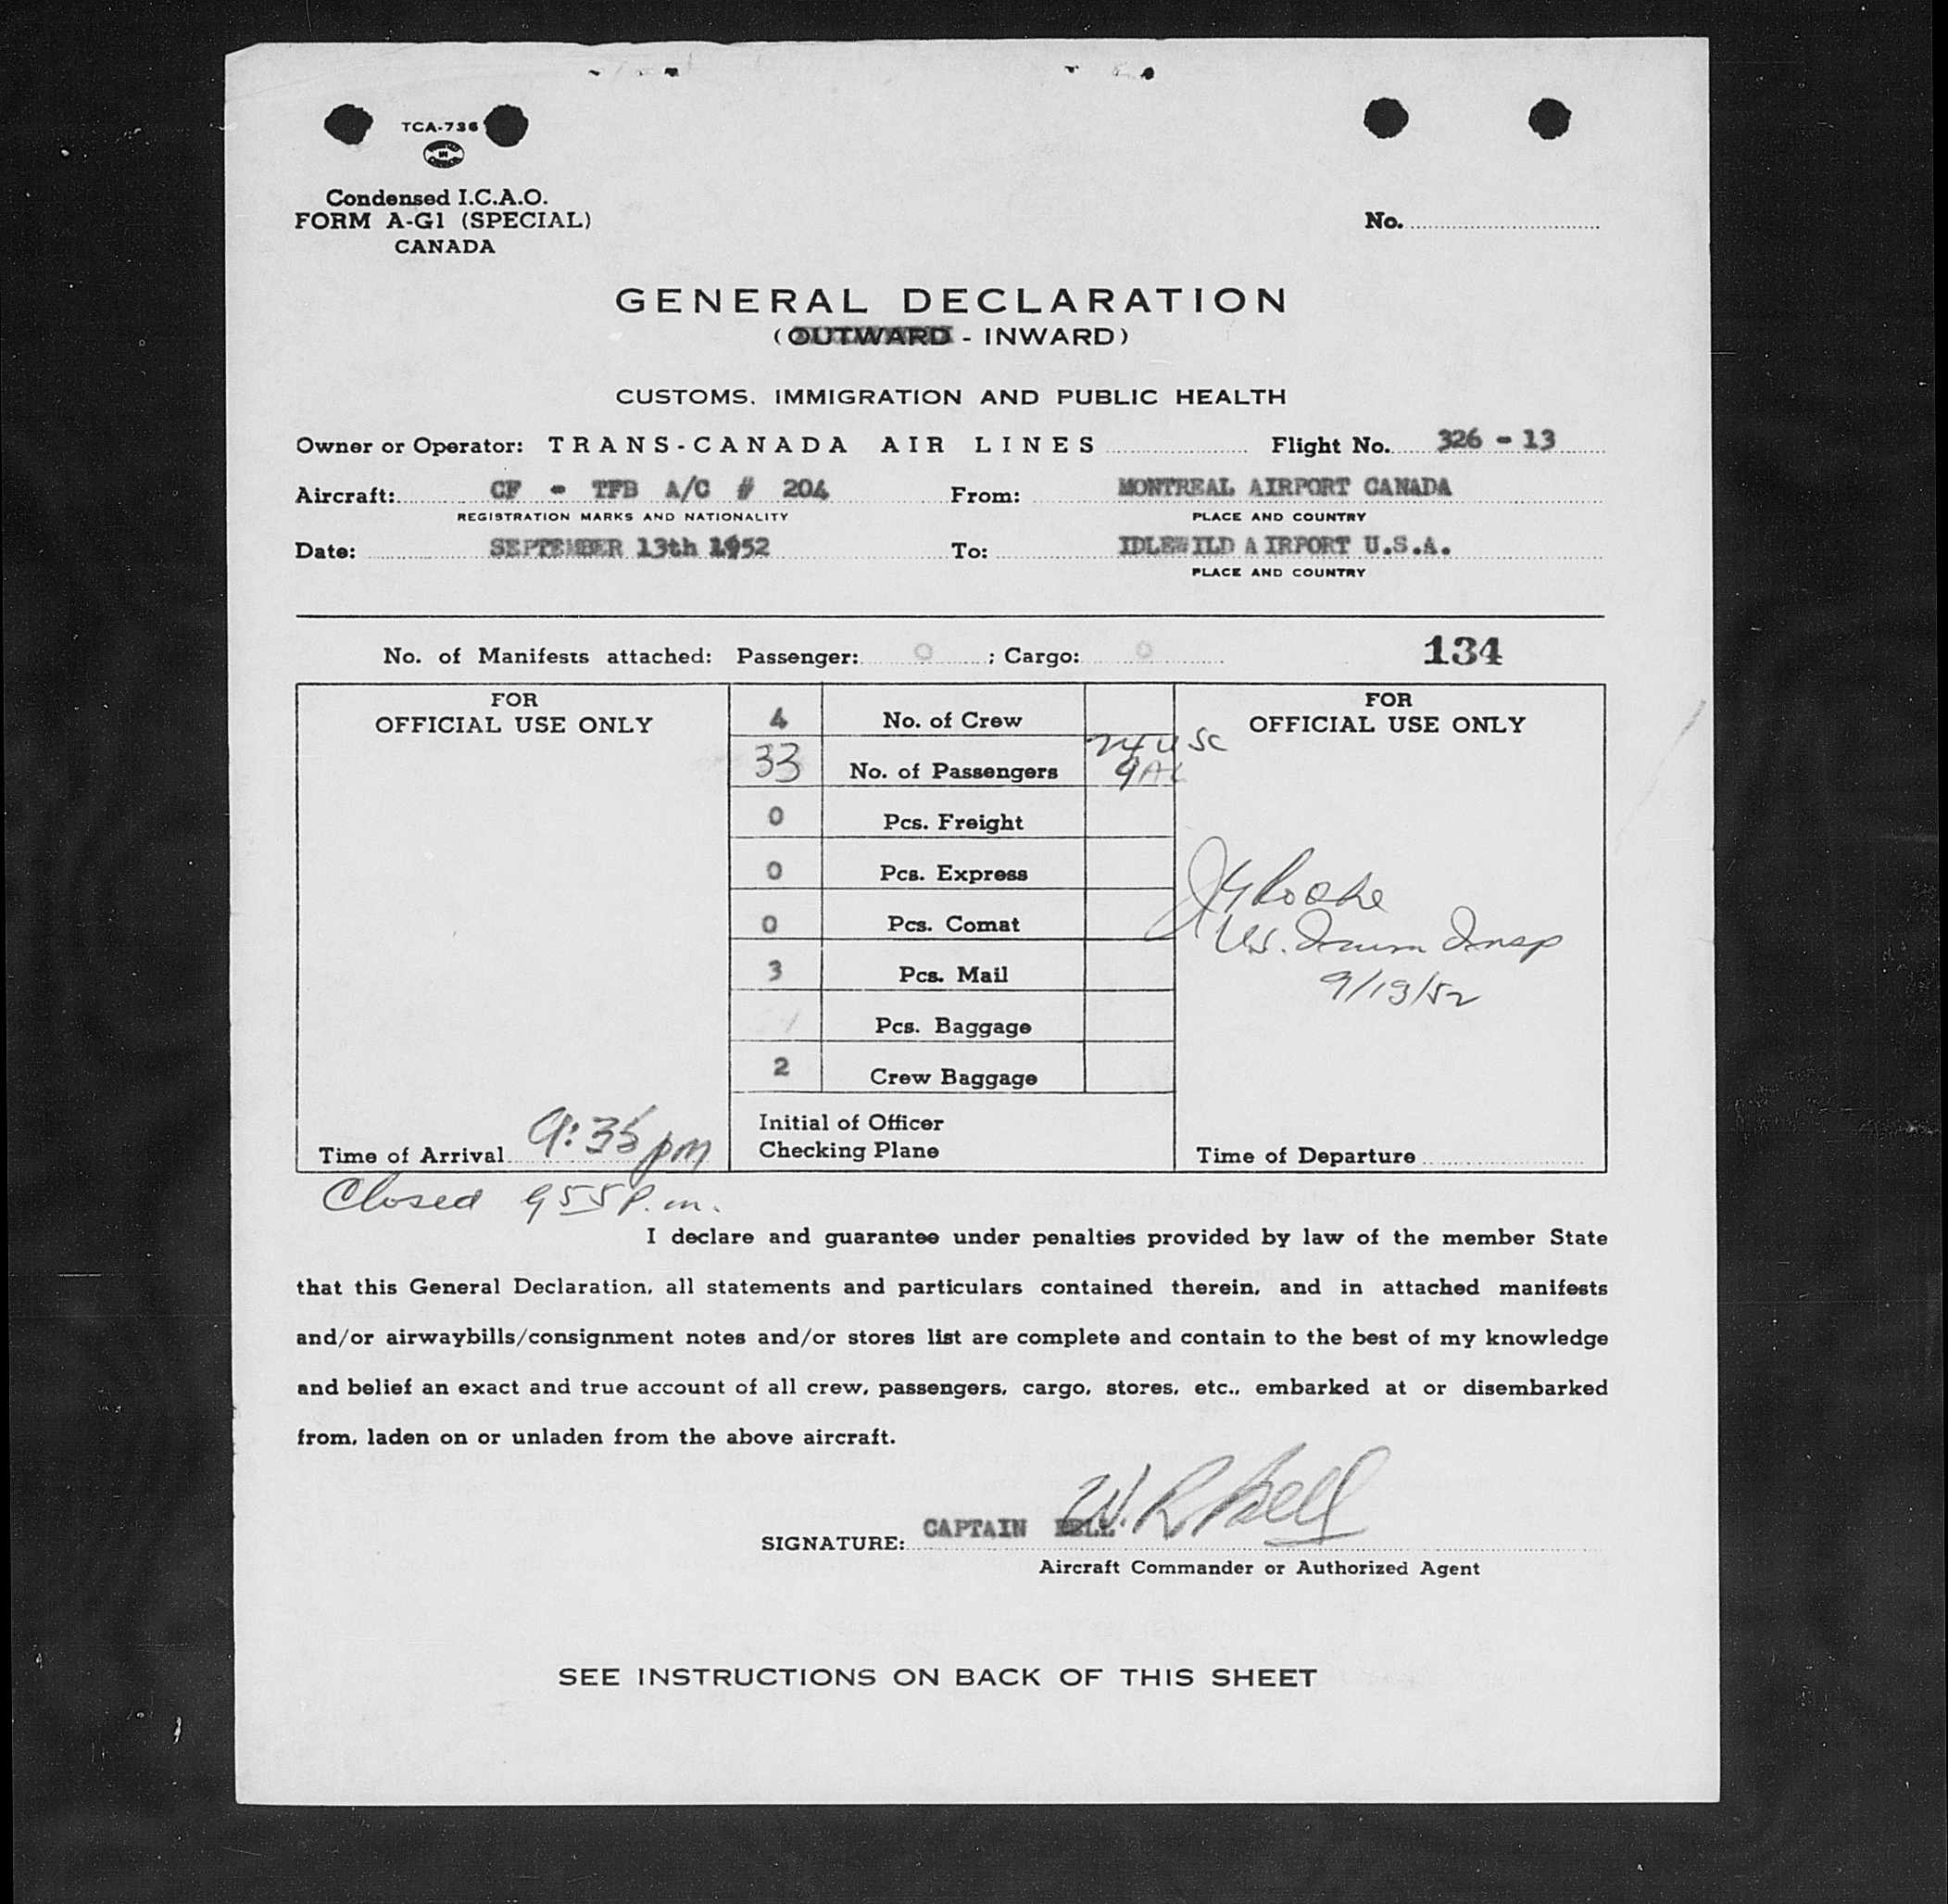 TCA-736
Condensed I.C.A.O.
FORM A-G1 (SPECIAL)
CANADA
No.
GENERAL DECLARATION
(OUTWARD - INWARD)
CUSTOMS, IMMIGRATION AND PUBLIC HEALTH
Owner or Operator: TRANS-CANADA AIR LINES Flight No. 326 - 13
Aircraft: CF - TFB A/C # 204 From: MONTREAL AIRPORT CANADA
REGISTRATION MARKS AND NATIONALITY PLACE AND COUNTRY
Date: SEPTEMBER 13th 1952 To: IDLEWILD AIRPORT U.S.A.
PLACE AND COUNTRY
No. of Manifests attached: Passenger: 0 ; Cargo: 0 134
FOR
OFFICIAL USE ONLY
4 No. of Crew
33 No. of Passengers 24 USC
9 AL
0 Pcs. Freight
0 Pcs. Express
0 Pcs. Comat
3 Pcs. Mail
Pcs. Baggage
2 Crew Baggage
Initial of Officer
Checking Plane
FOR
OFFICIAL USE ONLY
U.S. Imm Insp
9/13/52
Time of Arrival 9:35 pm
Time of Departure
Closed 955 P.m.
I declare and guarantee under penalties provided by law of the member State
that this General Declaration, all statements and particulars contained therein, and in attached manifests
and/or airwaybills/consignment notes and/or stores list are complete and contain to the best of my knowledge
and belief an exact and true account of all crew, passengers, cargo, stores, etc., embarked at or disembarked
from, laden on or unladen from the above aircraft.
SIGNATURE: CAPTAIN BELL W. R. Bell
Aircraft Commander or Authorized Agent
SEE INSTRUCTIONS ON BACK OF THIS SHEET